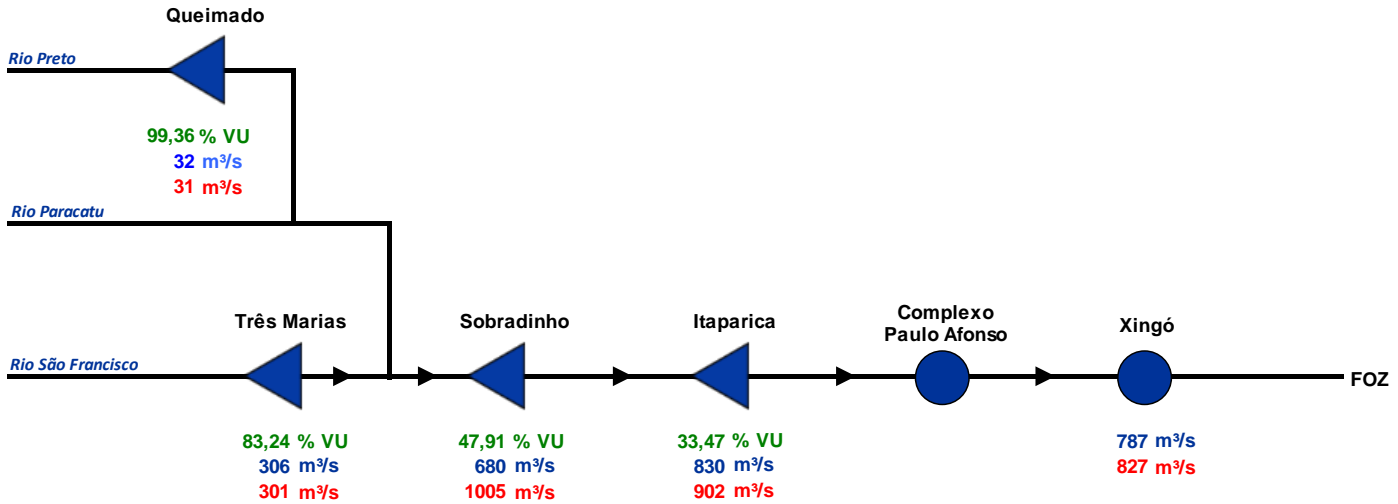 Queimado
Rio Preto
99,36 % VU
32 m³/s
31 m³/s
Rio Paracatu
Três Marias
Sobradinho
Itaparica
Complexo
Paulo Afonso
Xingó
Rio São Francisco
FOZ
83,24 % VU
306 m³/s
301 m³/s
47,91 % VU
680 m³/s
1005 m³/s
33,47 % VU
830 m³/s
902 m³/s
787 m³/s
827 m³/s